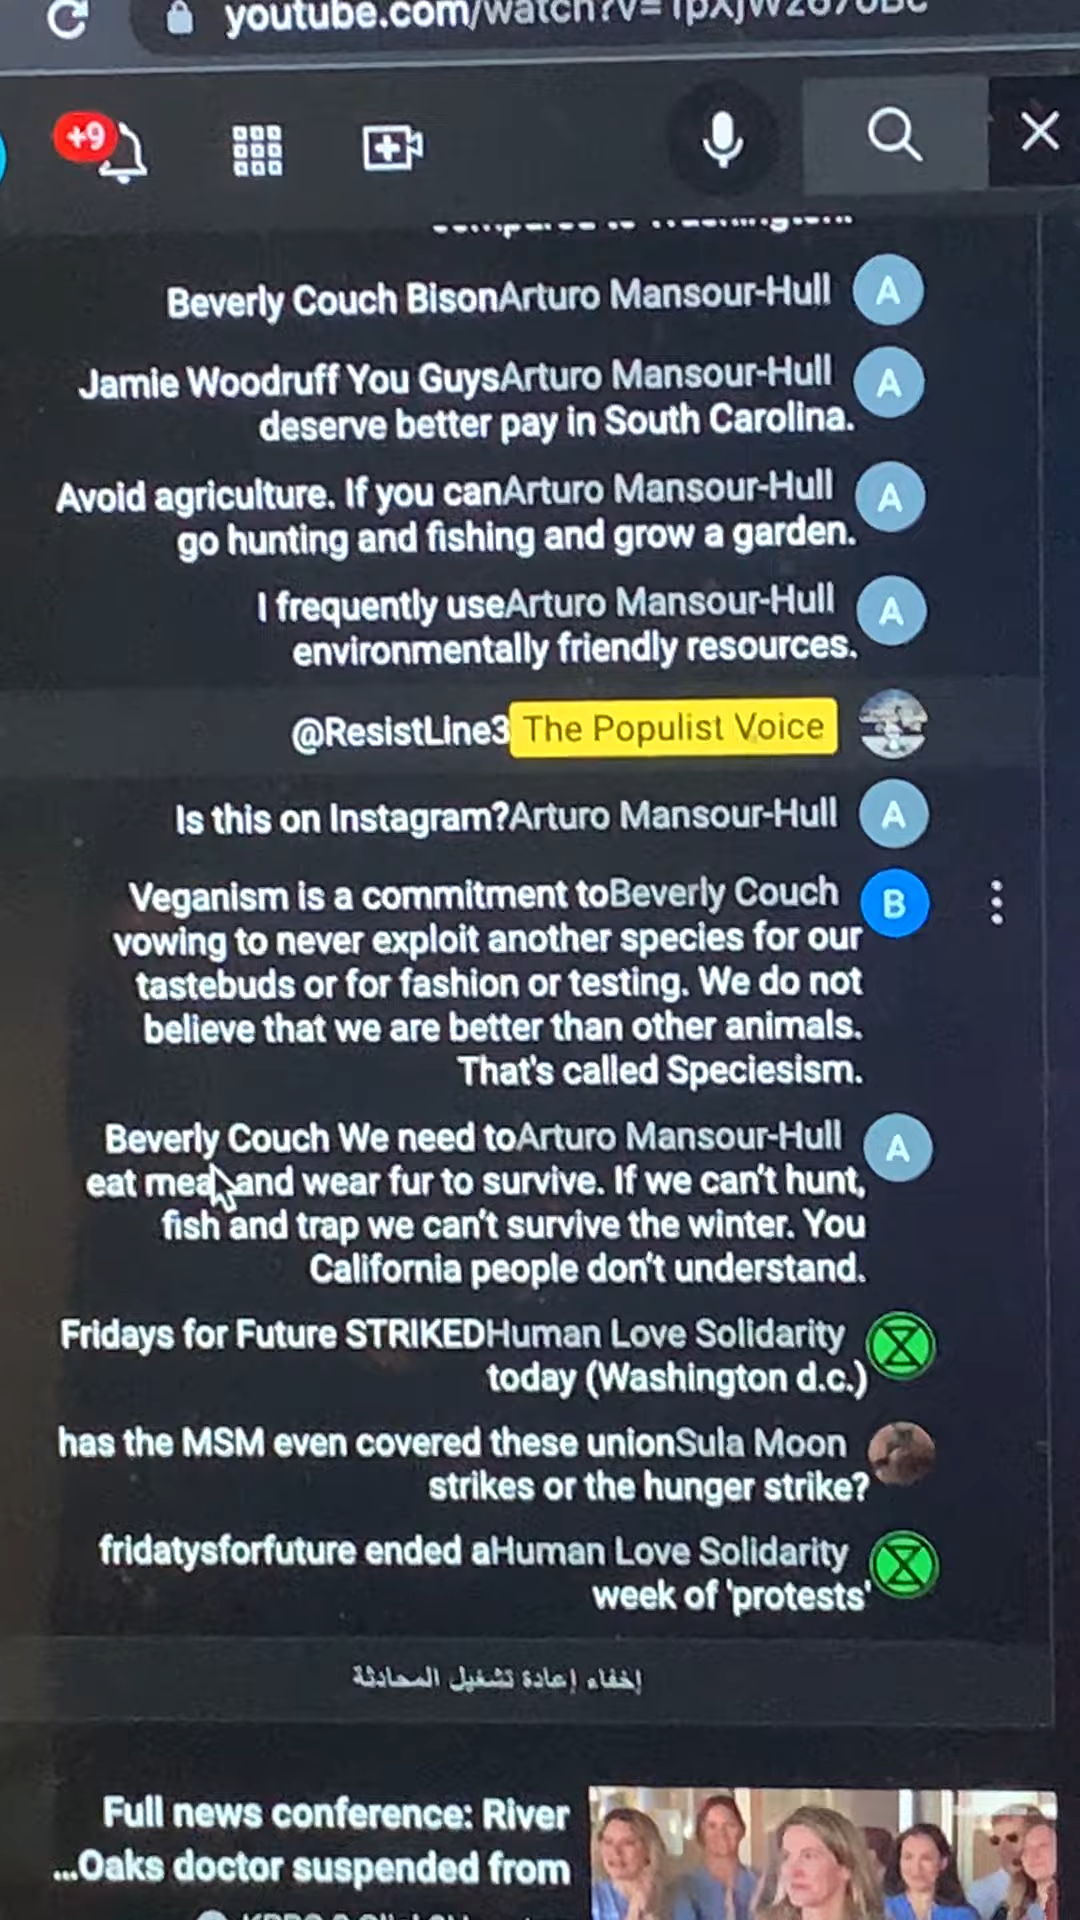 youtube.com/watch?v=
+9
Beverly Couch BisonArturo Mansour-Hull
A
Jamie Woodruff You GuysArturo Mansour-Hull
deserve better pay in South Carolina.
A
Avoid agriculture. If you canArturo Mansour-Hull
go hunting and fishing and grow a garden.
A
I frequently useArturo Mansour-Hull
environmentally friendly resources.
A
@ResistLine3 The Populist Voice
Is this on Instagram?Arturo Mansour-Hull
A
Veganism is a commitment toBeverly Couch
vowing to never exploit another species for our
tastebuds or for fashion or testing. We do not
believe that we are better than other animals.
That's called Speciesism.
B
Beverly Couch We need toArturo Mansour-Hull
eat meat and wear fur to survive. If we can't hunt,
fish and trap we can't survive the winter. You
California people don't understand.
A
Fridays for Future STRIKEDHuman Love Solidarity
today (Washington d.c.)
has the MSM even covered these unionSula Moon
strikes or the hunger strike?
fridatysforfuture ended aHuman Love Solidarity
week of 'protests'
إخفاء إعادة تشغيل المحادثة
Full news conference: River
...Oaks doctor suspended from